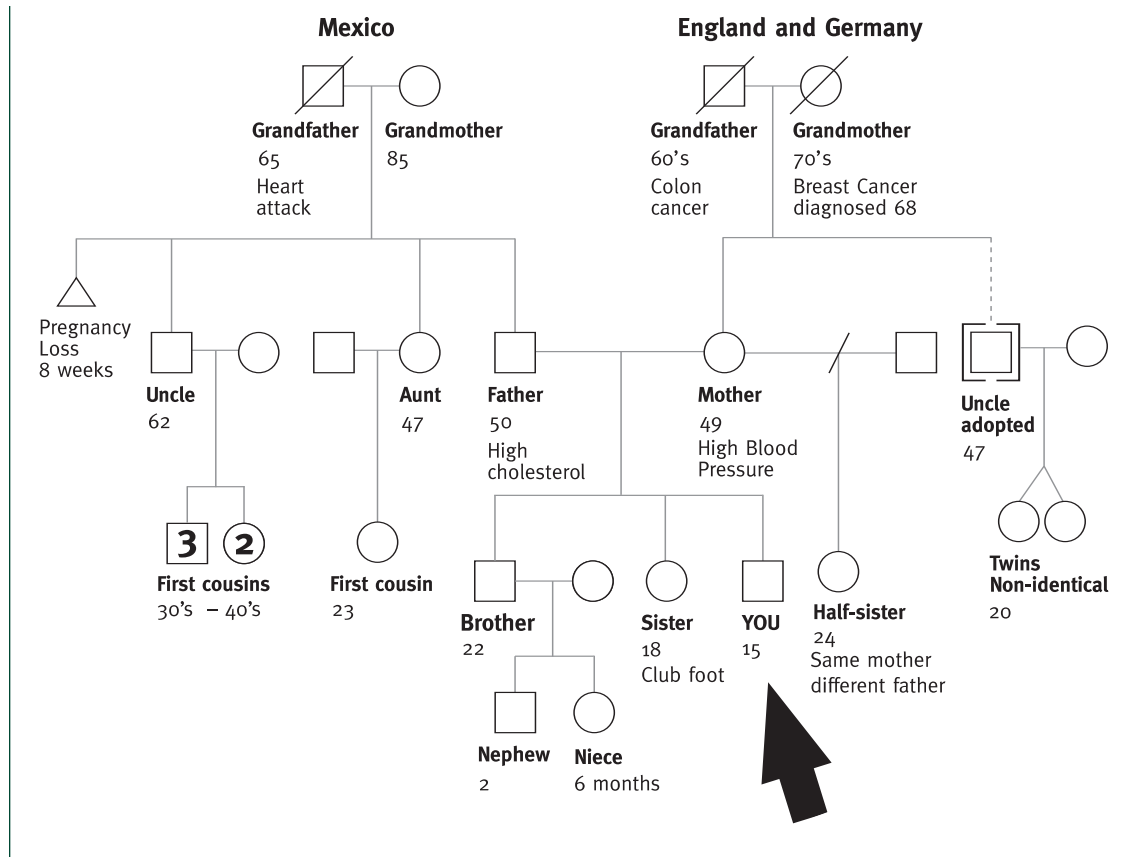 Mexico
England and Germany
Grandfather
65
Heart
attack
Grandmother
85
Grandfather
60's
Colon
cancer
Grandmother
70's
Breast Cancer
diagnosed 68
Pregnancy
Loss
8 weeks
Uncle
62
Aunt
47
Father
50
High
cholesterol
Mother
49
High Blood
Pressure
Uncle
adopted
47
3
2
First cousins
30's – 40's
First cousin
23
Brother
22
Sister
18
Club foot
YOU
15
Half-sister
24
Same mother
different father
Twins
Non-identical
20
Nephew
2
Niece
6 months